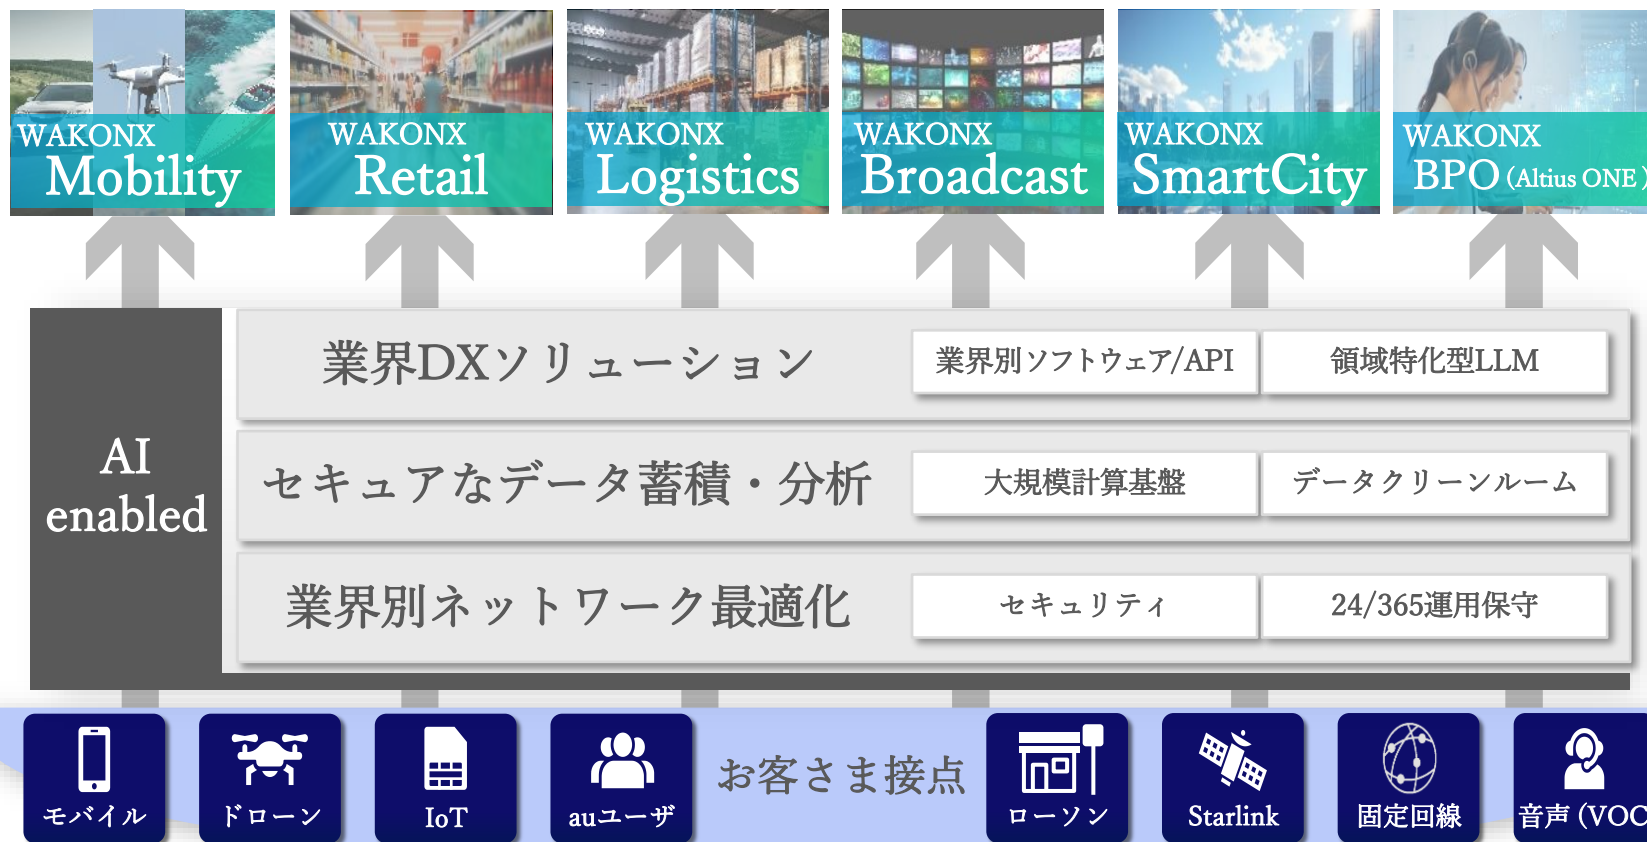 WAKONX
Mobility
WAKONX
Retail
WAKONX
Logistics
WAKONX
Broadcast
WAKONX
SmartCity
WAKONX
BPO (Altius ONE)
AI
enabled
業界DXソリューション
業界別ソフトウェア/API
領域特化型LLM
セキュアなデータ蓄積・分析
大規模計算基盤
データクリーンルーム
業界別ネットワーク最適化
セキュリティ
24/365運用保守
モバイル
ドローン
IoT
auユーザ
お客さま接点
ローソン
Starlink
固定回線
音声 (VOC